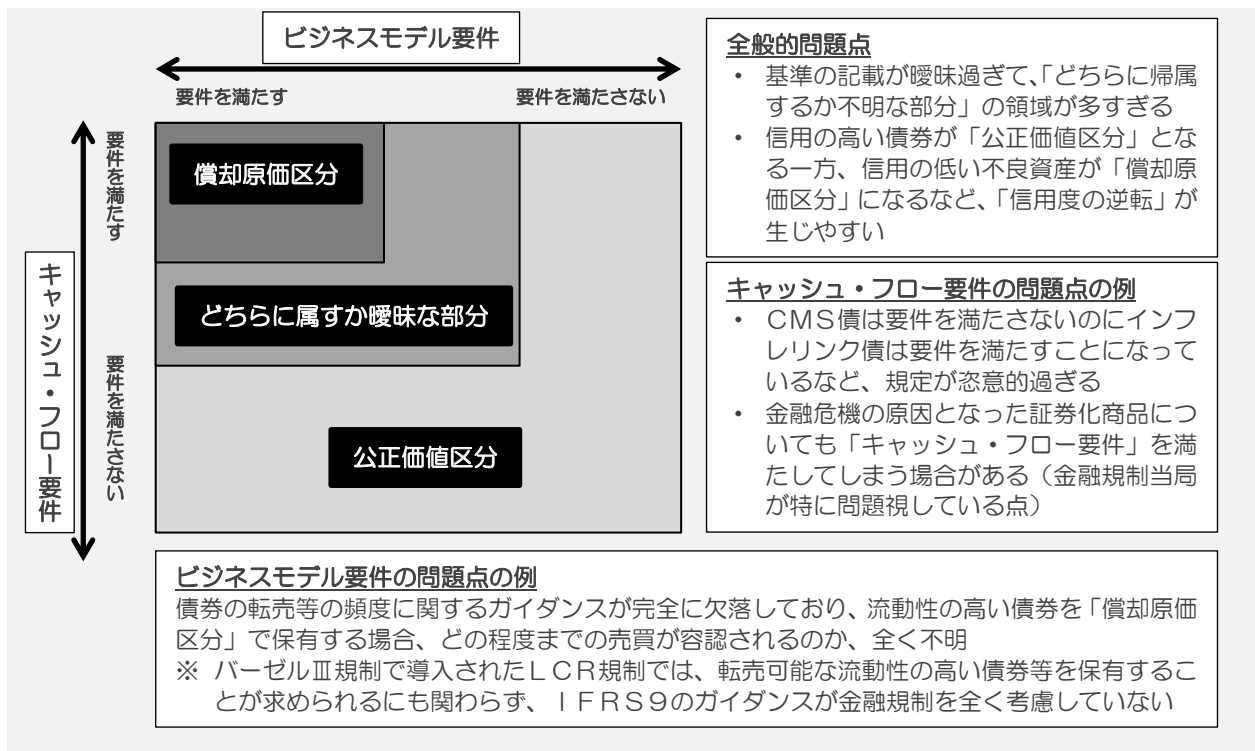 ビジネスモデル要件
要件を満たす
要件を満たさない
キャッシュ・フロー要件
要件を満たす
要件を満たさない
償却原価区分
どちらに属すか曖昧な部分
公正価値区分
全般的問題点
• 基準の記載が曖昧過ぎて、「どちらに帰属
するか不明な部分」の領域が多すぎる
• 信用の高い債券が「公正価値区分」とな
る一方、信用の低い不良資産が「償却原
価区分」になるなど、「信用度の逆転」が
生じやすい
キャッシュ・フロー要件の問題点の例
• ＣＭＳ債は要件を満たさないのにインフ
レリンク債は要件を満たすことになって
いるなど、規定が恣意的過ぎる
• 金融危機の原因となった証券化商品につ
いても「キャッシュ・フロー要件」を満
たしてしまう場合がある（金融規制当局
が特に問題視している点）
ビジネスモデル要件の問題点の例
債券の転売等の頻度に関するガイダンスが完全に欠落しており、流動性の高い債券を「償却原価
区分」で保有する場合、どの程度までの売買が容認されるのか、全く不明
※ バーゼルⅢ規制で導入されたＬＣＲ規制では、転売可能な流動性の高い債券等を保有するこ
とが求められるにも関わらず、ＩＦＲＳ９のガイダンスが金融規制を全く考慮していない